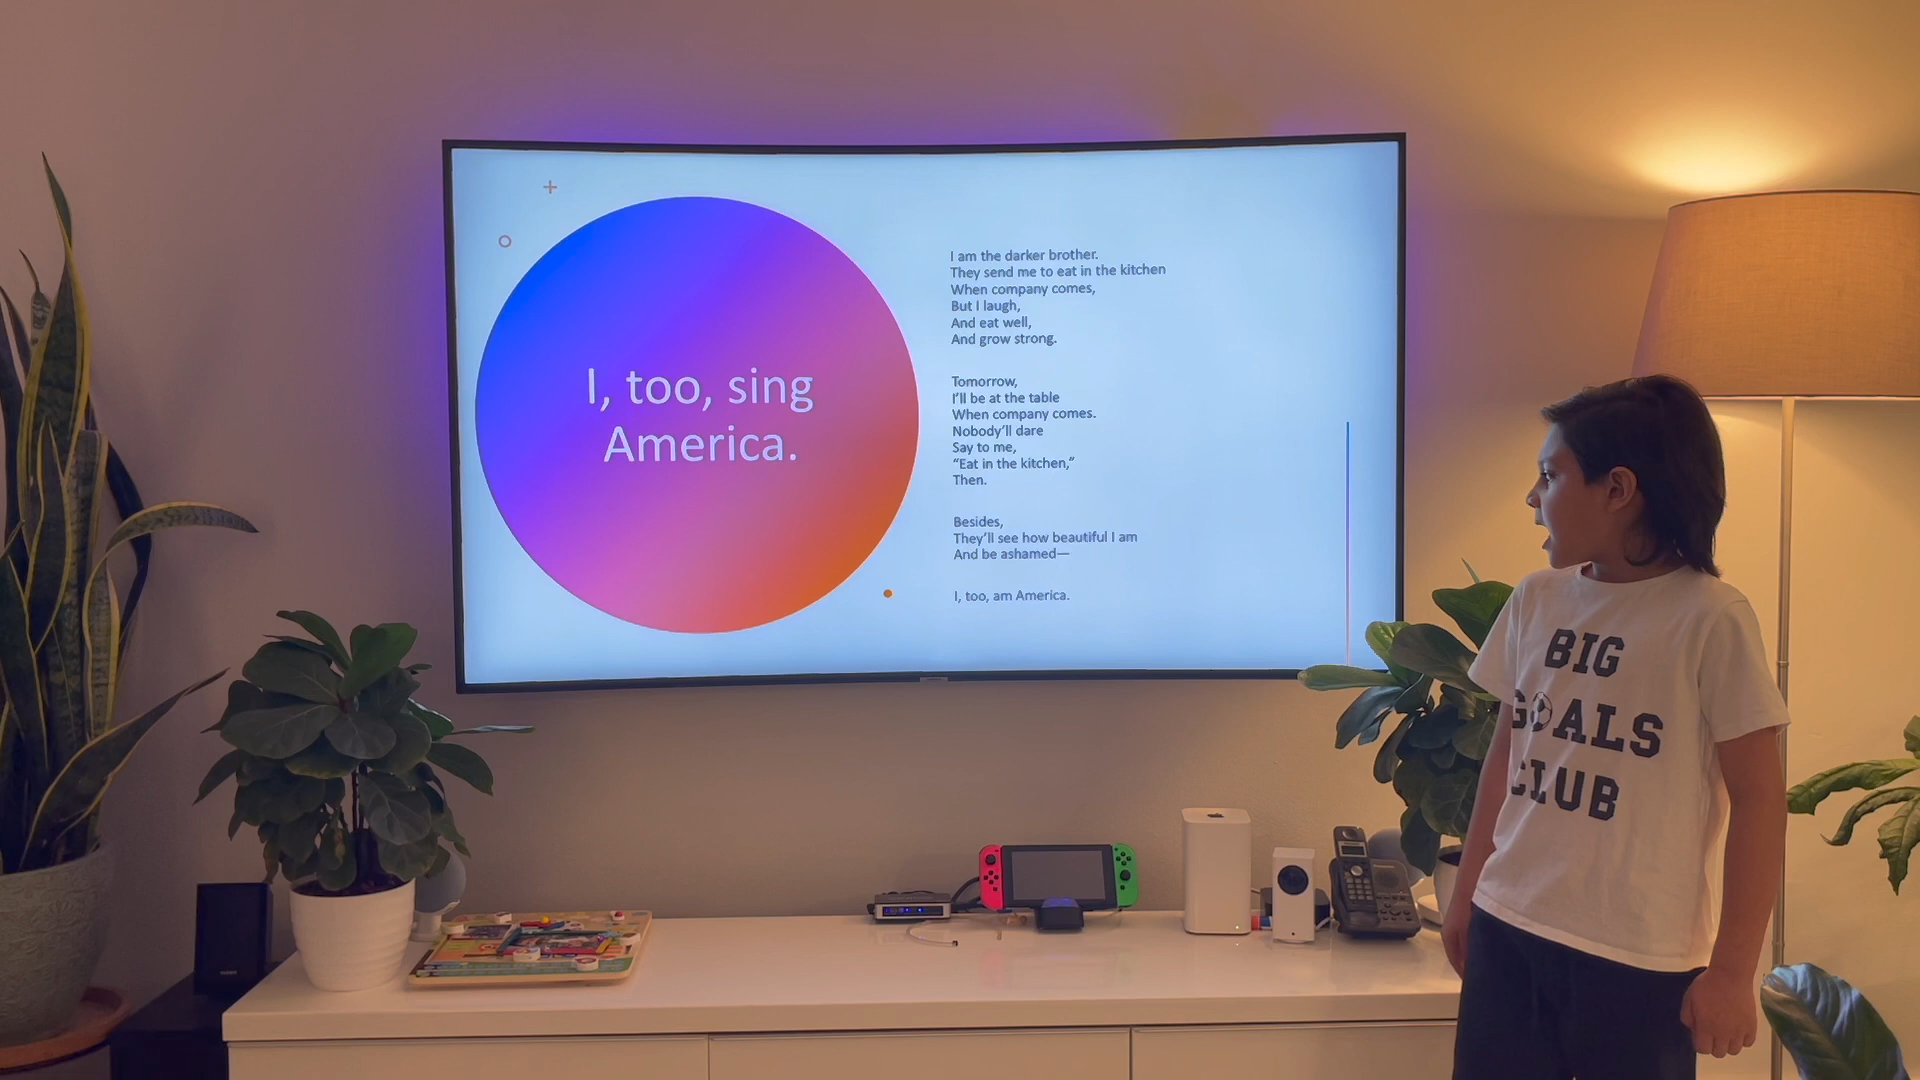 I, too, sing
America.
I am the darker brother.
They send me to eat in the kitchen
When company comes,
But I laugh,
And eat well,
And grow strong.
Tomorrow,
I'll be at the table
When company comes.
Nobody'll dare
Say to me,
“Eat in the kitchen,“
Then.
Besides,
They'll see how beautiful I am
And be ashamed—
I, too, am America.
BIG
GOALS
CLUB